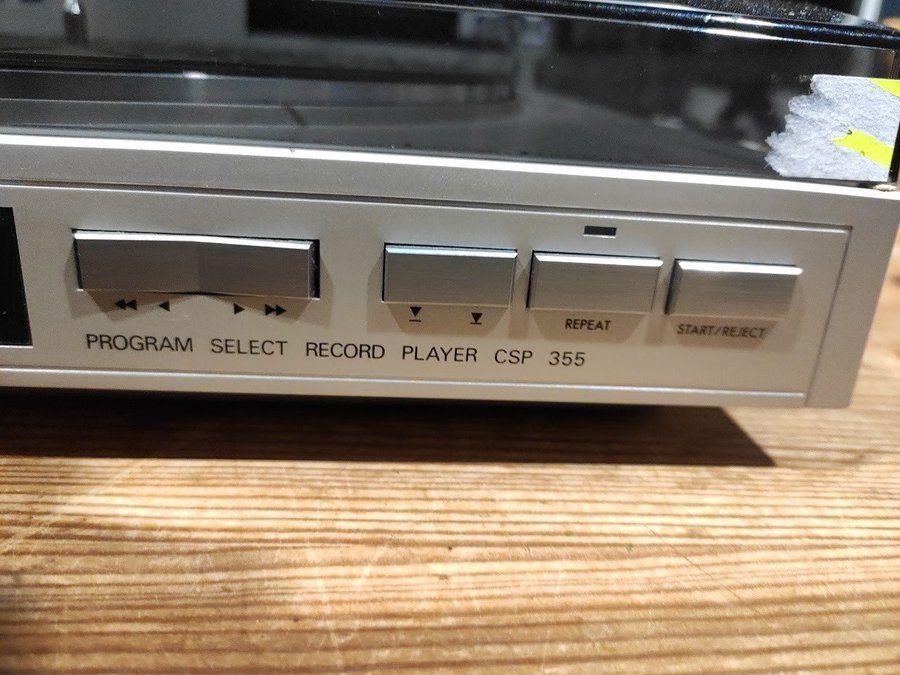 REPEAT
START/REJECT
PROGRAM SELECT RECORD PLAYER CSP 355